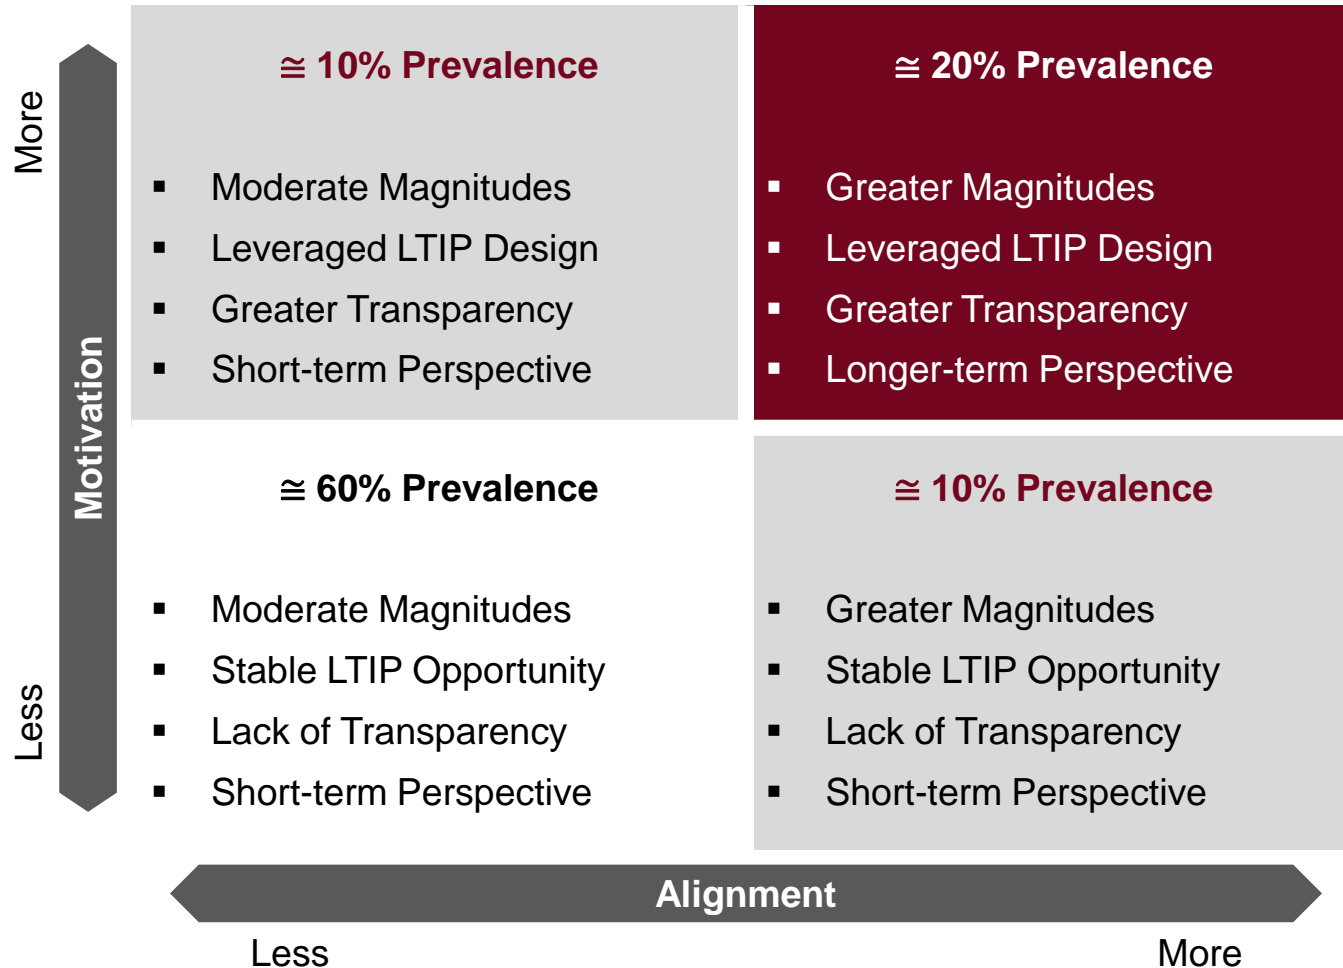 More
Motivation
Less
≅ 10% Prevalence
▪ Moderate Magnitudes
▪ Leveraged LTIP Design
▪ Greater Transparency
▪ Short-term Perspective
≅ 20% Prevalence
▪ Greater Magnitudes
▪ Leveraged LTIP Design
▪ Greater Transparency
▪ Longer-term Perspective
≅ 60% Prevalence
▪ Moderate Magnitudes
▪ Stable LTIP Opportunity
▪ Lack of Transparency
▪ Short-term Perspective
≅ 10% Prevalence
▪ Greater Magnitudes
▪ Stable LTIP Opportunity
▪ Lack of Transparency
▪ Short-term Perspective
Alignment
Less
More